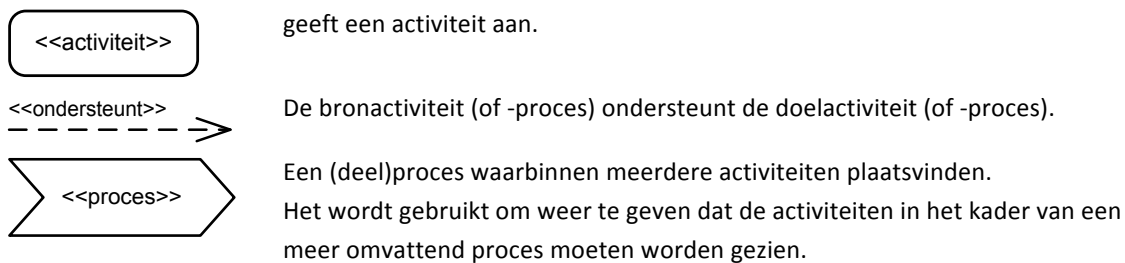 <<activiteit>>
geeft een activiteit aan.
<<ondersteunt>>
De bronactiviteit (of -proces) ondersteunt de doelactiviteit (of -proces).
<<proces>>
Een (deel)proces waarbinnen meerdere activiteiten plaatsvinden.
Het wordt gebruikt om weer te geven dat de activiteiten in het kader van een
meer omvattend proces moeten worden gezien.